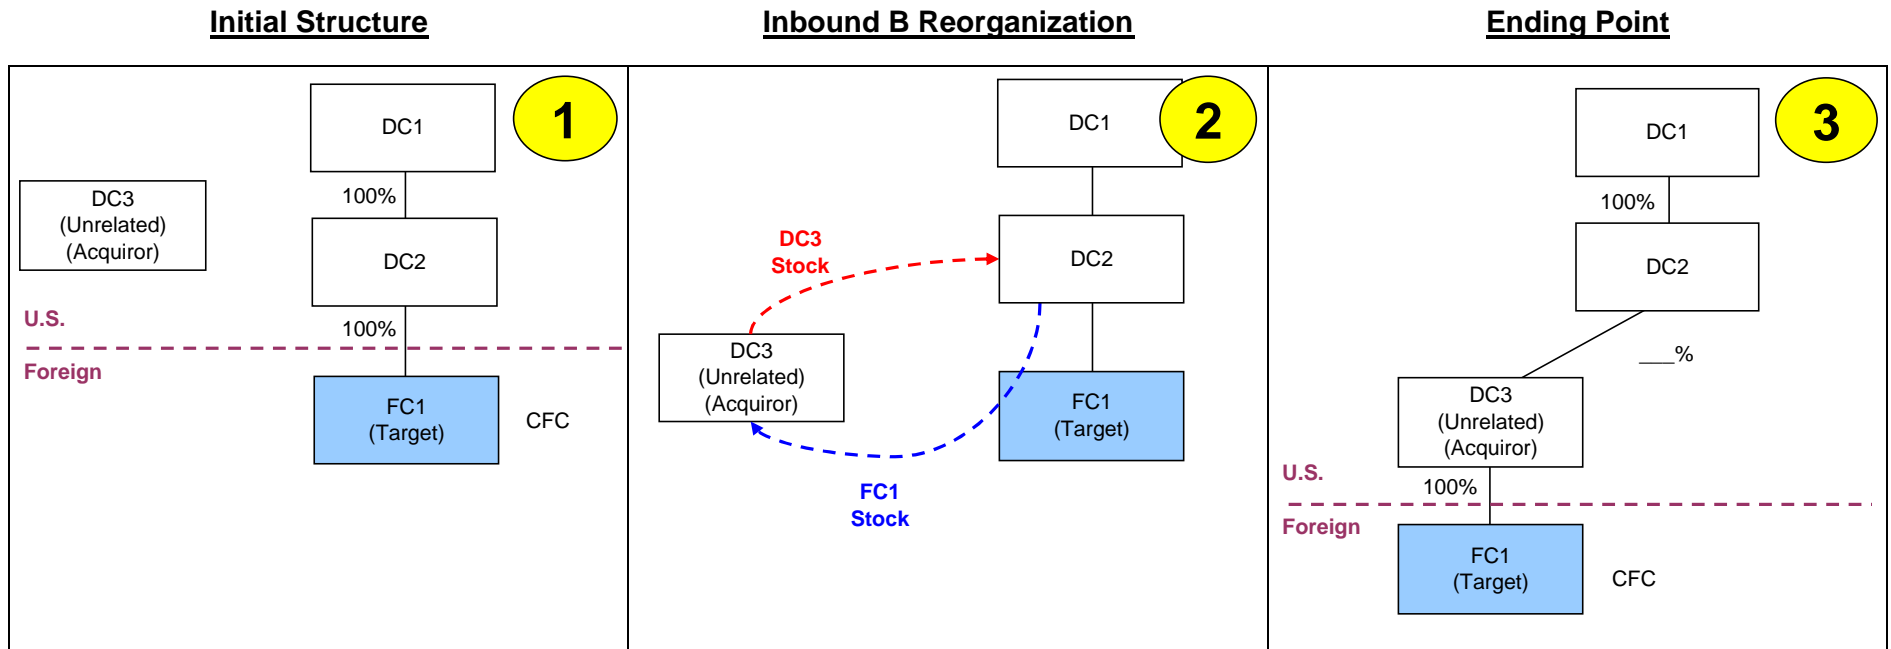 Initial Structure
Inbound B Reorganization
Ending Point
1
DC1
100%
DC3
(Unrelated)
(Acquiror)
DC2
U.S.
100%
Foreign
FC1
(Target)
CFC
2
DC1
DC3
Stock
DC2
DC3
(Unrelated)
(Acquiror)
FC1
(Target)
FC1
Stock
3
DC1
100%
DC2
___%
DC3
(Unrelated)
(Acquiror)
U.S.
100%
Foreign
FC1
(Target)
CFC